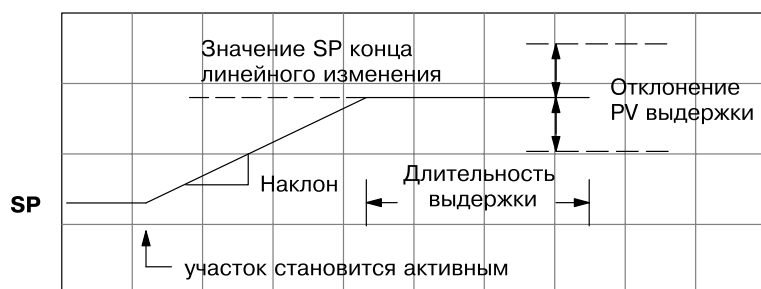 Значение SP конца
линейного изменения
Отклонение
PV выдержки
Длительность
выдержки
Наклон
SP
участок становится активным